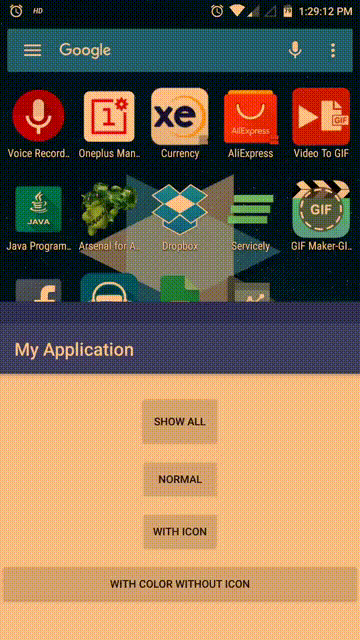 HD
79
1:29:12 PM
Google
xe
AliExpress
GIF
Voice Record..
Oneplus Man..
Currency
AliExpress
Video To GIF
JAVA
GIF
Java Program..
Arsenal for A..
Dropbox
Servicely
GIF Maker-GI..
My Application
SHOW ALL
NORMAL
WITH ICON
WITH COLOR WITHOUT ICON